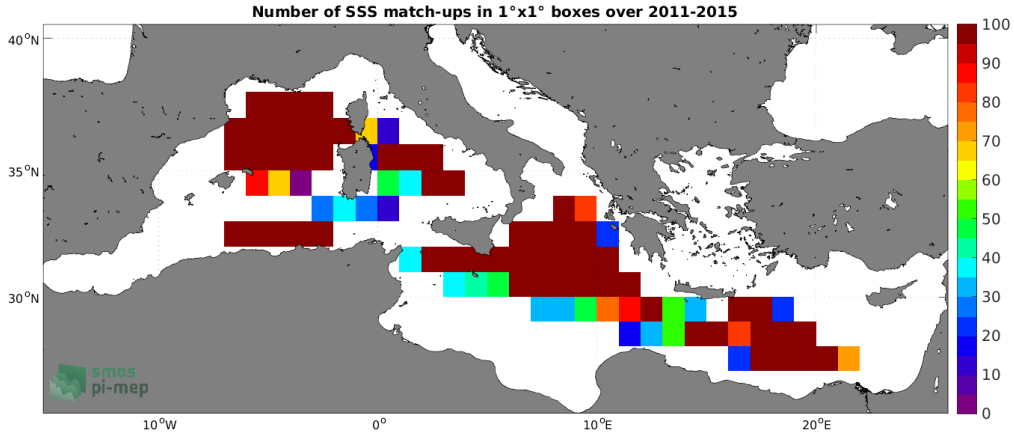 Number of SSS match-ups in 1°x1° boxes over 2011-2015
40°N
35°N
30°N
10°W
0°
10°E
20°E
100
90
80
70
60
50
40
30
20
10
0
smos
pi-mep